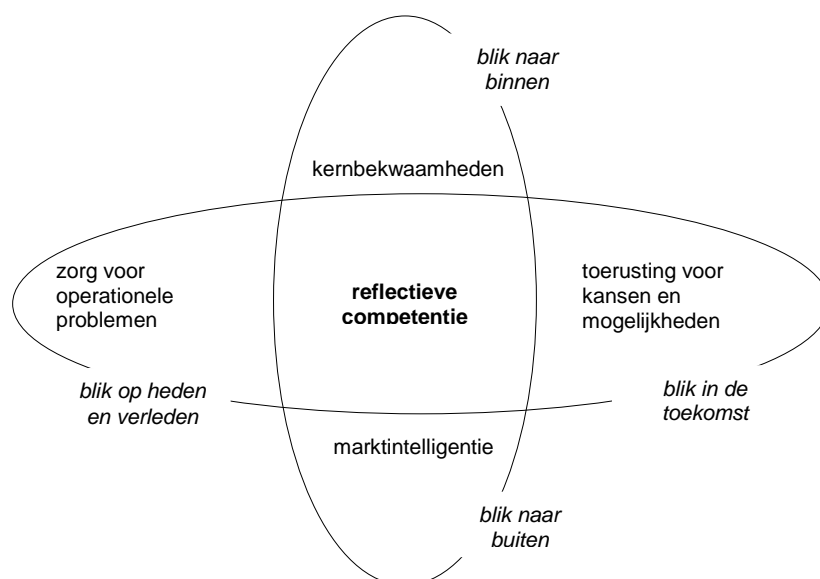 blik naar
binnen
kernbekwaamheden
zorg voor
operationele
problemen
reflectieve
competentie
toerusting voor
kansen en
mogelijkheden
blik op heden
en verleden
blik in de
toekomst
marktintelligentie
blik naar
buiten